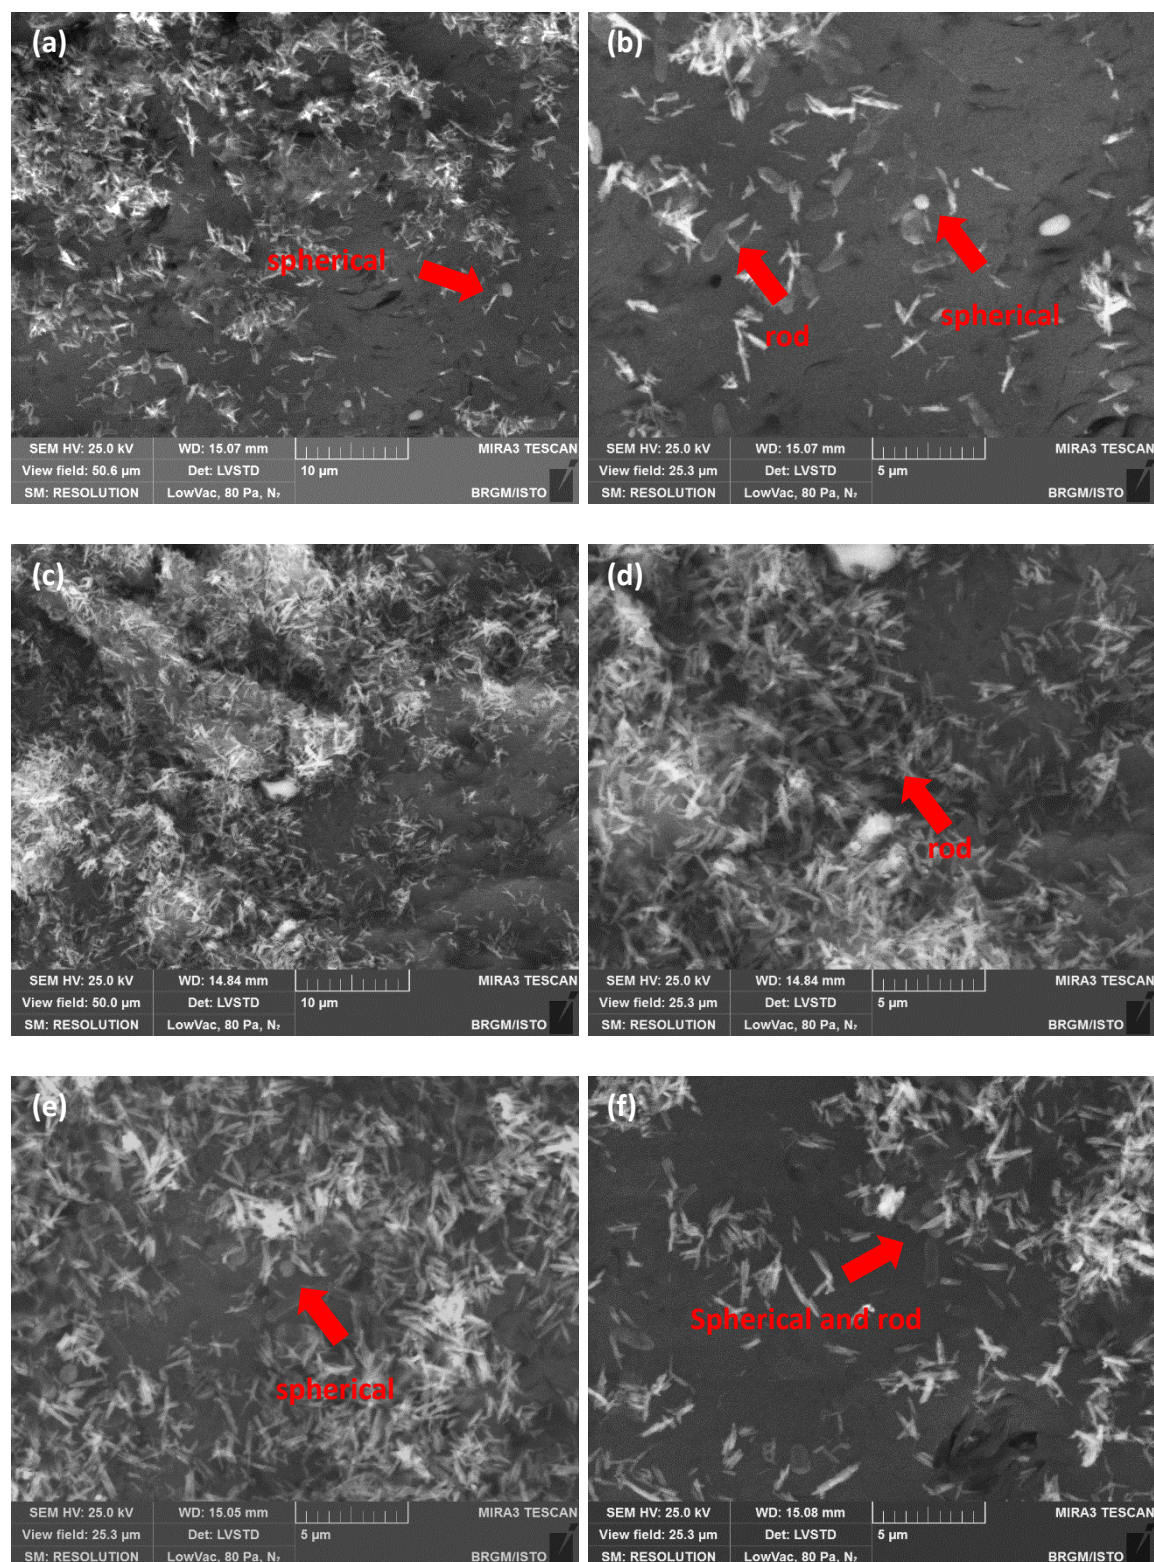 (a)
spherical
SEM HV: 25.0 kV WD: 15.07 mm MIRA3 TESCAN
View field: 50.6 µm Det: LVSTD 10 µm
SM: RESOLUTION LowVac, 80 Pa, N₂ BRGM/ISTO
(b)
rod
spherical
SEM HV: 25.0 kV WD: 15.07 mm MIRA3 TESCAN
View field: 25.3 µm Det: LVSTD 5 µm
SM: RESOLUTION LowVac, 80 Pa, N₂ BRGM/ISTO
(c)
SEM HV: 25.0 kV WD: 14.84 mm MIRA3 TESCAN
View field: 50.0 µm Det: LVSTD 10 µm
SM: RESOLUTION LowVac, 80 Pa, N₂ BRGM/ISTO
(d)
rod
SEM HV: 25.0 kV WD: 14.84 mm MIRA3 TESCAN
View field: 25.3 µm Det: LVSTD 5 µm
SM: RESOLUTION LowVac, 80 Pa, N₂ BRGM/ISTO
(e)
spherical
SEM HV: 25.0 kV WD: 15.05 mm MIRA3 TESCAN
View field: 25.3 µm Det: LVSTD 5 µm
SM: RESOLUTION LowVac, 80 Pa, N₂ BRGM/ISTO
(f)
Spherical and rod
SEM HV: 25.0 kV WD: 15.08 mm MIRA3 TESCAN
View field: 25.3 µm Det: LVSTD 5 µm
SM: RESOLUTION LowVac, 80 Pa, N₂ BRGM/ISTO